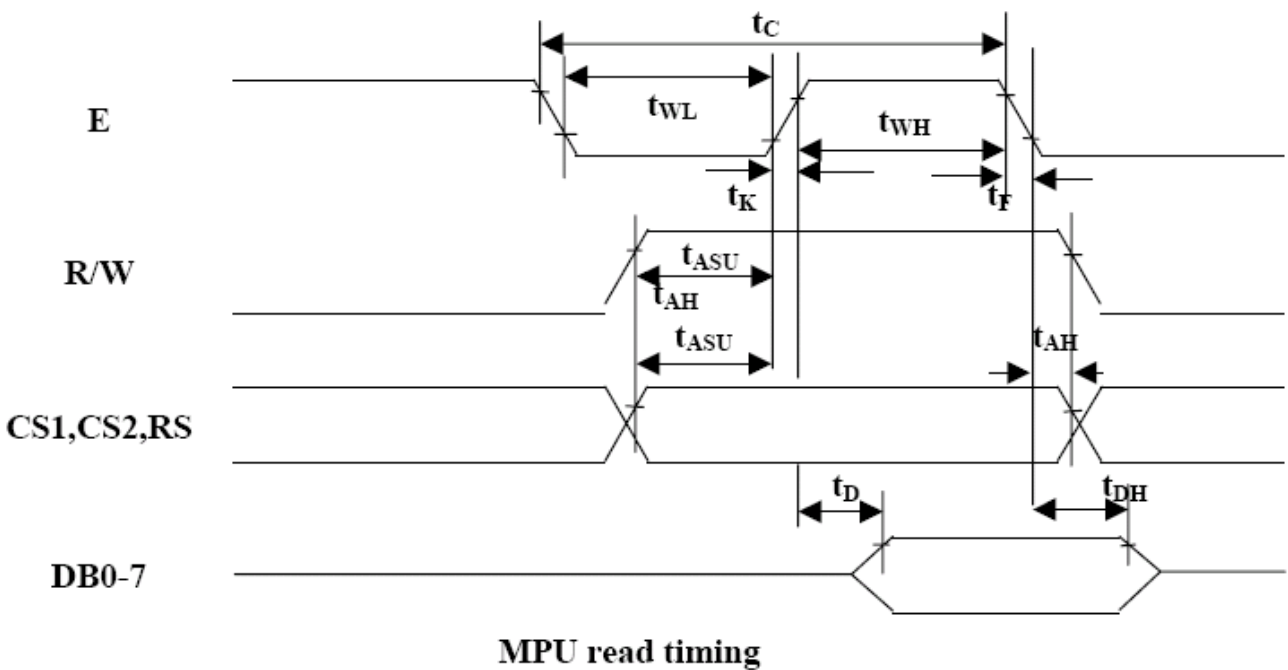 tC
E
tWL
tWH
tK
tF
R/W
tASU
tAH
tASU
tAH
CS1,CS2,RS
tD
tDH
DB0-7
MPU read timing